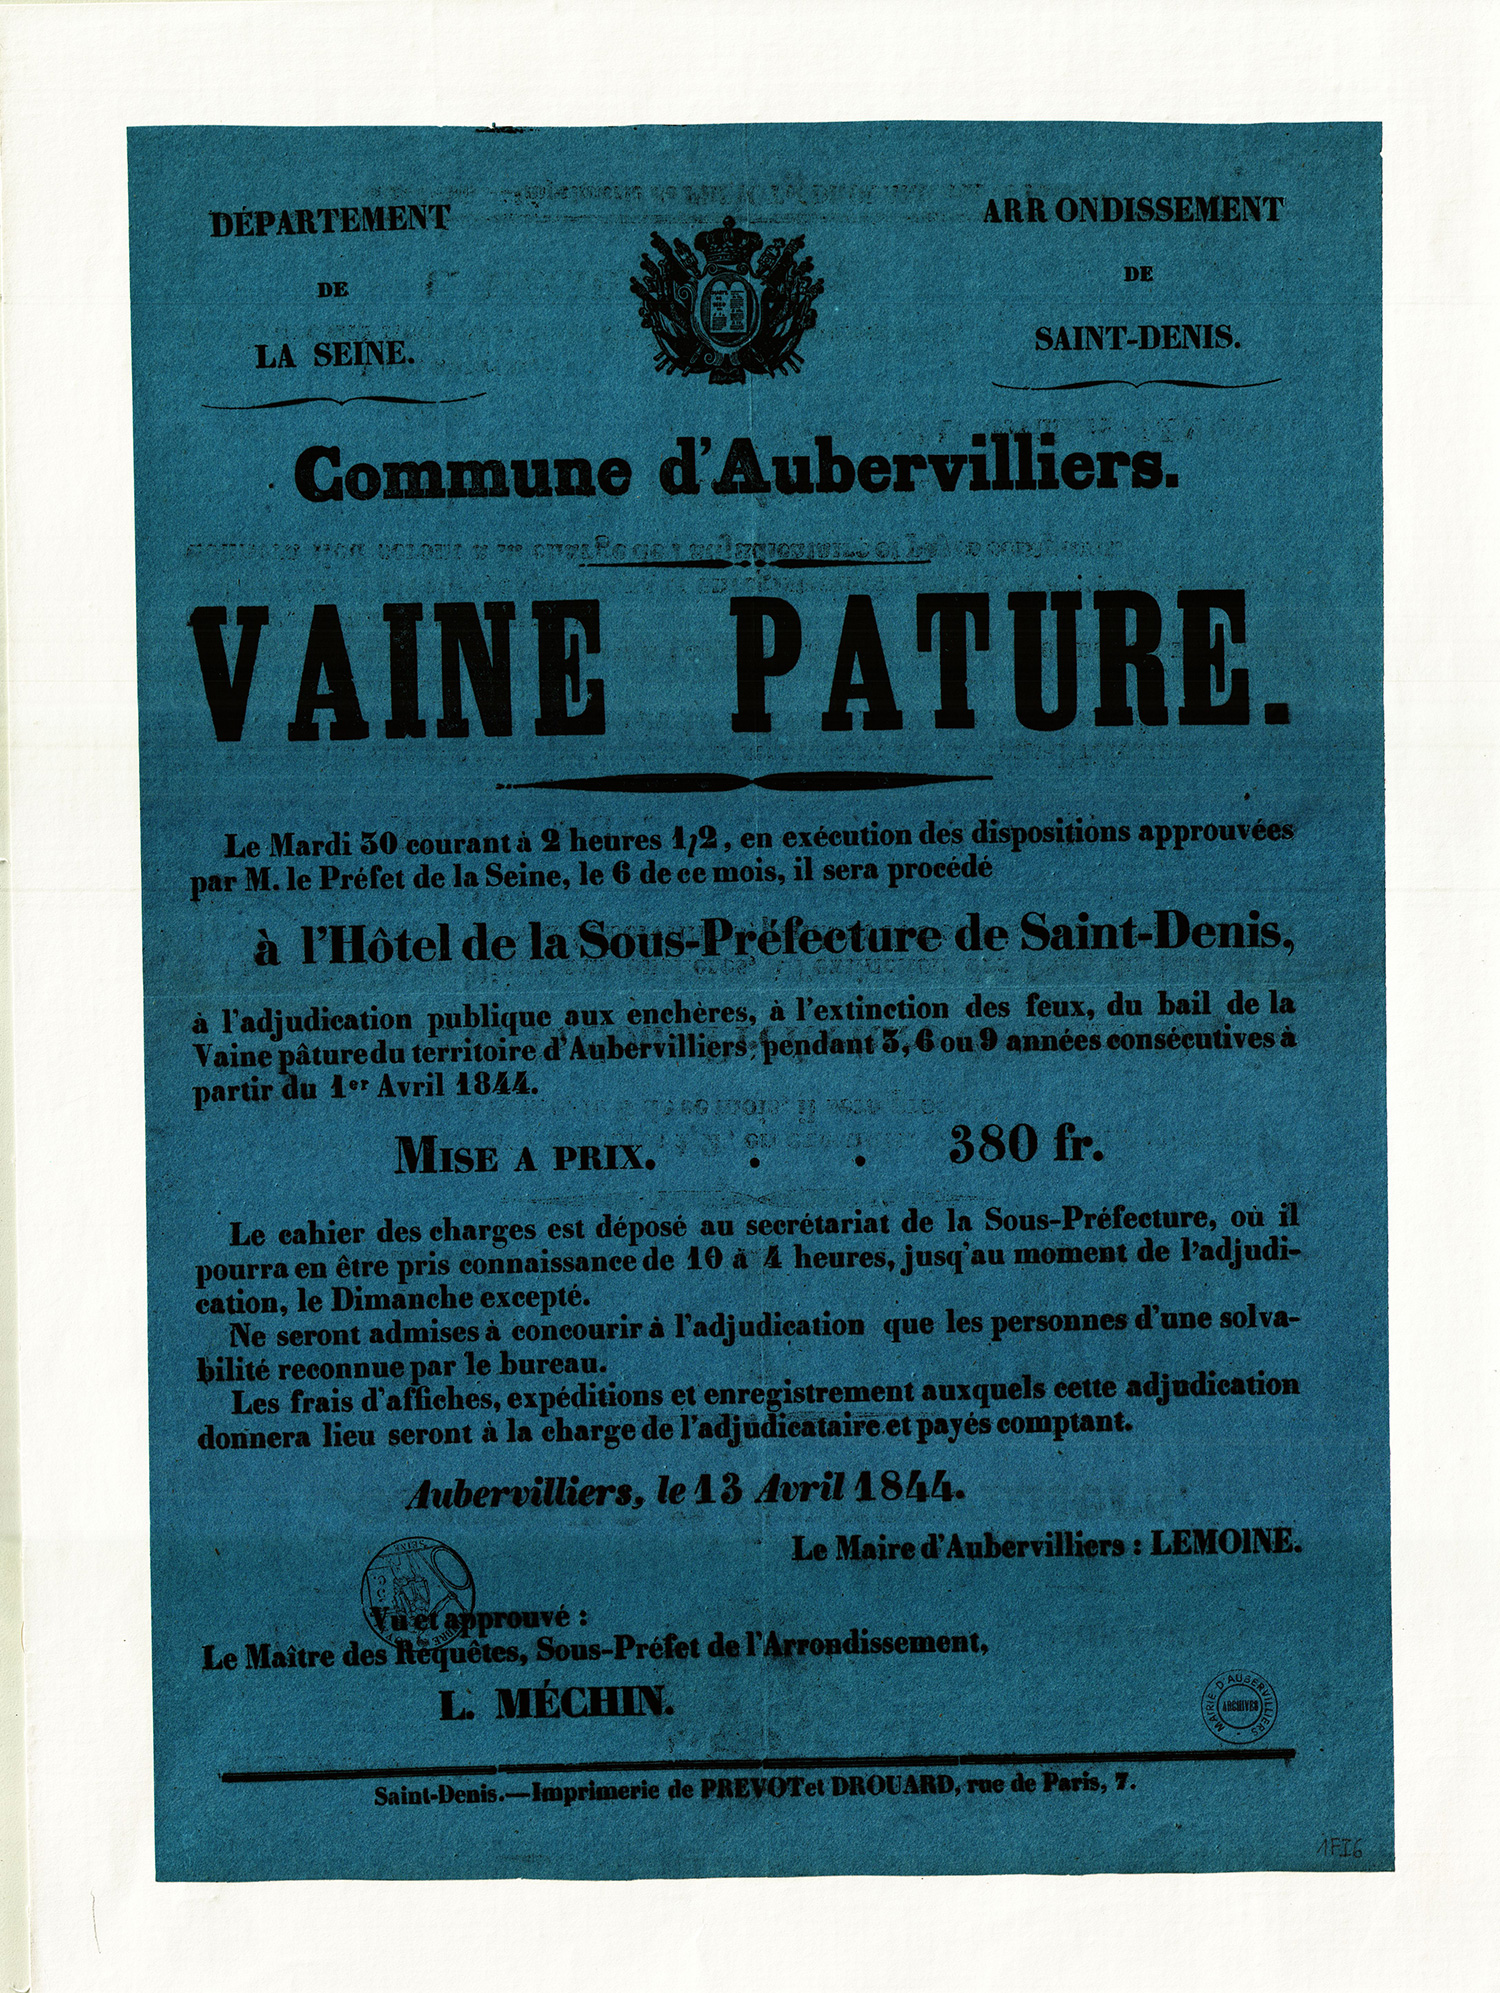 DÉPARTEMENT
DE
LA SEINE.
ARRONDISSEMENT
DE
SAINT-DENIS.
Commune d'Aubervilliers.
VAINE PATURE.
Le Mardi 30 courant à 2 heures 1/2, en exécution des dispositions approuvées
par M. le Préfet de la Seine, le 6 de ce mois, il sera procédé
à l'Hôtel de la Sous-Préfecture de Saint-Denis,
à l'adjudication publique aux enchères, à l'extinction des feux, du bail de la
Vaine pâture du territoire d'Aubervilliers, pendant 3, 6 ou 9 années consécutives à
partir du 1er Avril 1844.
MISE A PRIX. . . 380 fr.
Le cahier des charges est déposé au secrétariat de la Sous-Préfecture, où il
pourra en être pris connaissance de 10 à 4 heures, jusqu'au moment de l'adjudi-
cation, le Dimanche excepté.
Ne seront admises à concourir à l'adjudication que les personnes d'une solva-
bilité reconnue par le bureau.
Les frais d'affiches, expéditions et enregistrement auxquels cette adjudication
donnera lieu seront à la charge de l'adjudicataire et payés comptant.
Aubervilliers, le 13 Avril 1844.
Le Maire d'Aubervilliers : LEMOINE.
SEINE
Vu et approuvé :
Le Maître des Requêtes, Sous-Préfet de l'Arrondissement,
L. MÉCHIN.
MAIRIE D'AUBERVILLIERS
ARCHIVES
Saint-Denis.—Imprimerie de PREVOT et DROUARD, rue de Paris, 7.
1FI6